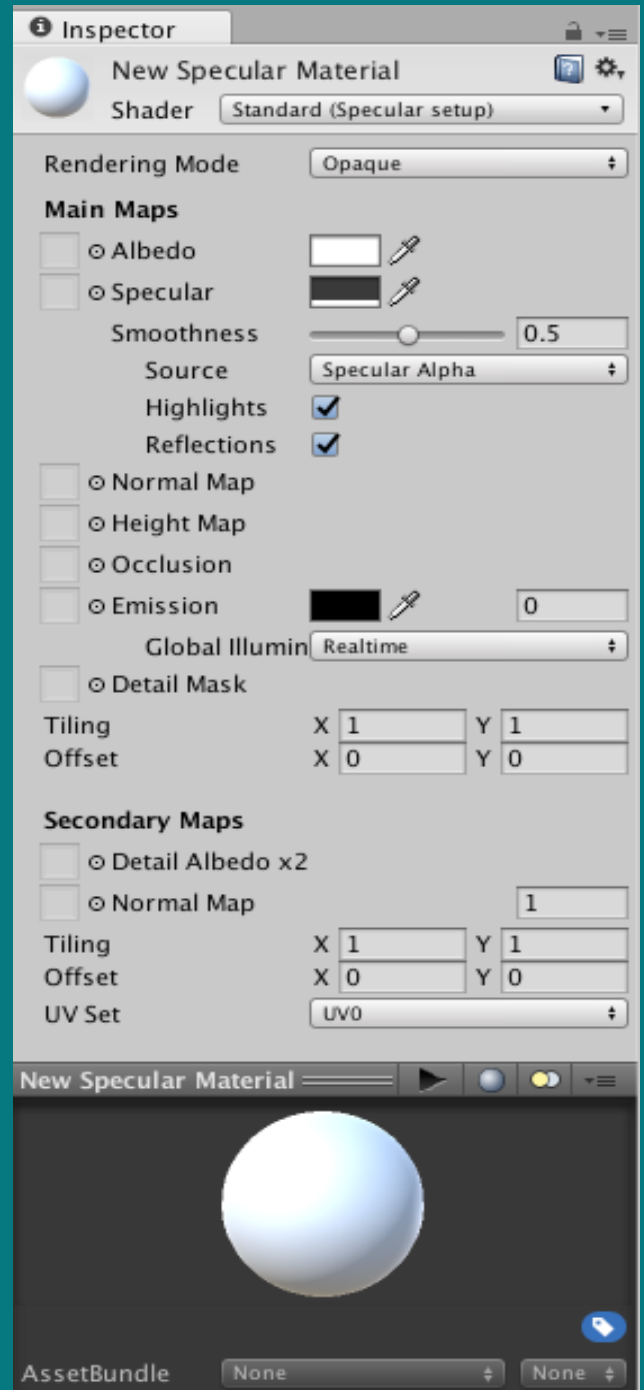 Inspector
New Specular Material
Shader Standard (Specular setup)
Rendering Mode Opaque
Main Maps
Albedo
Specular
Smoothness 0.5
Source Specular Alpha
Highlights
Reflections
Normal Map
Height Map
Occlusion
Emission 0
Global Illumin Realtime
Detail Mask
Tiling X 1 Y 1
Offset X 0 Y 0
Secondary Maps
Detail Albedo x2
Normal Map 1
Tiling X 1 Y 1
Offset X 0 Y 0
UV Set UV0
New Specular Material
AssetBundle None None